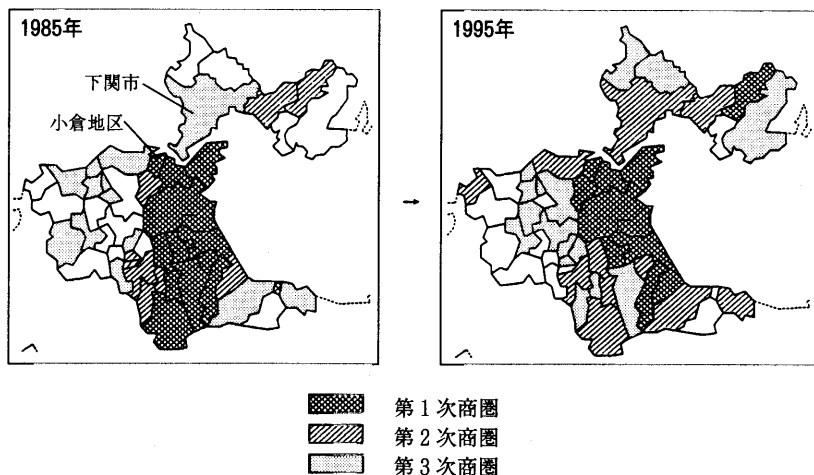 1985年
下関市
小倉地区
→
1995年
第1次商圏
第2次商圏
第3次商圏